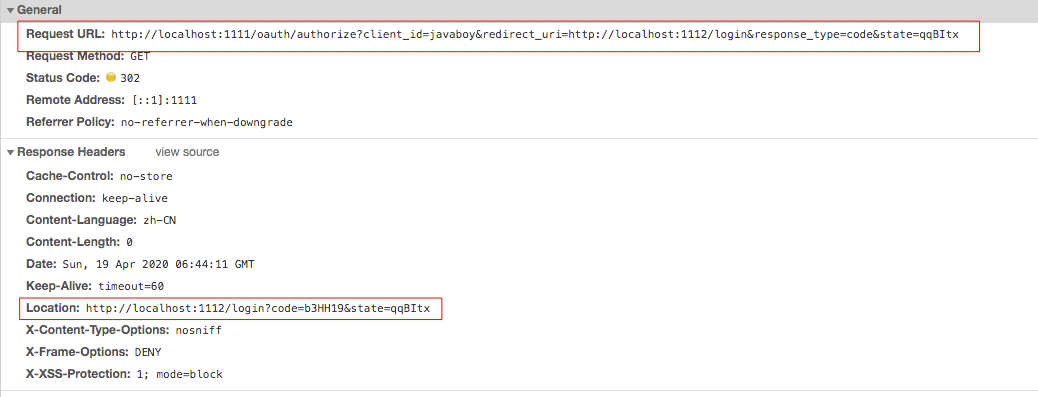 General
Request URL: http://localhost:1111/oauth/authorize?client_id=javaboy&redirect_uri=http://localhost:1112/login&response_type=code&state=qqBItx
Request Method: GET
Status Code: 302
Remote Address: [::1]:1111
Referrer Policy: no-referrer-when-downgrade
Response Headers view source
Cache-Control: no-store
Connection: keep-alive
Content-Language: zh-CN
Content-Length: 0
Date: Sun, 19 Apr 2020 06:44:11 GMT
Keep-Alive: timeout=60
Location: http://localhost:1112/login?code=b3HH19&state=qqBItx
X-Content-Type-Options: nosniff
X-Frame-Options: DENY
X-XSS-Protection: 1; mode=block